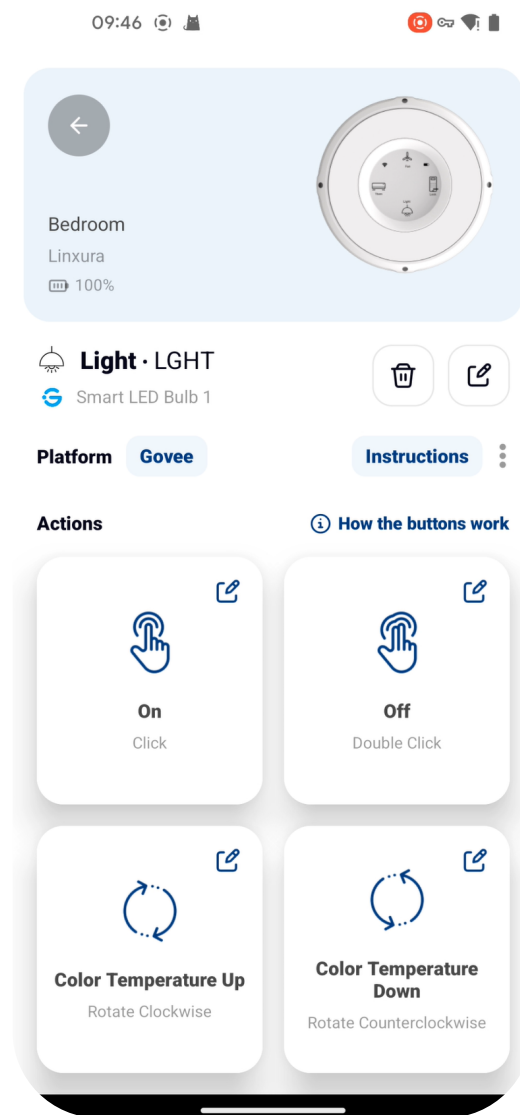 09:46
Bedroom
Linxura
100%
Light · LGHT
Smart LED Bulb 1
Platform Govee Instructions
Actions How the buttons work
On Off
Click Double Click
Color Temperature Up
Rotate Clockwise
Color Temperature
Down
Rotate Counterclockwise